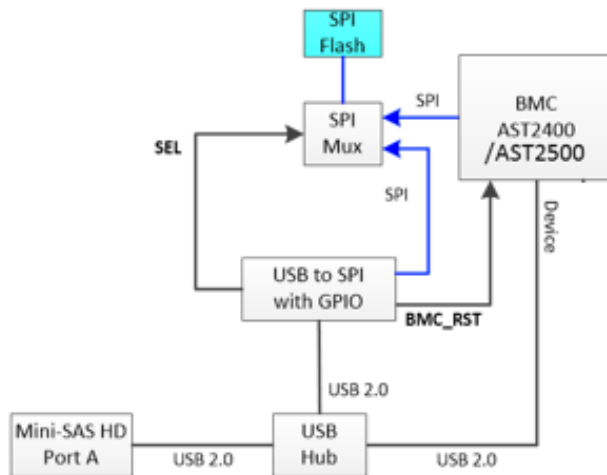 SPI
Flash
SPI
BMC
AST2400
/AST2500
SPI
Mux
SEL
SPI
Device
USB to SPI
with GPIO
BMC_RST
USB 2.0
Mini-SAS HD
Port A
USB 2.0
USB
Hub
USB 2.0